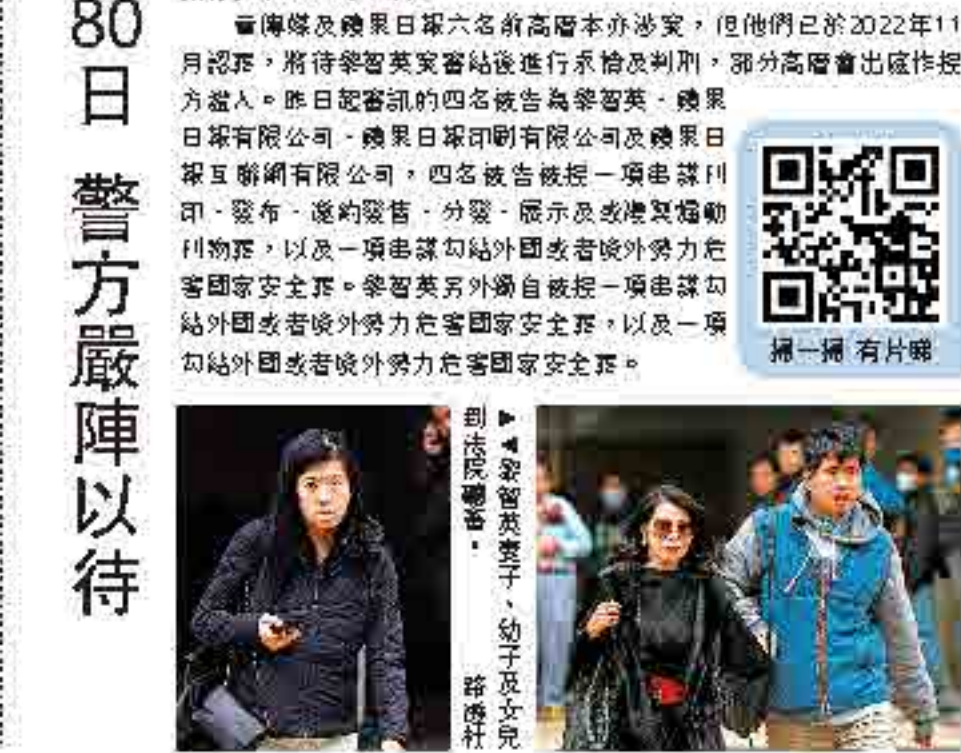 80日 警方嚴陣以待
壹傳媒及蘋果日報六名前高層本亦涉案，但他們已於2022年11
月認罪，將待黎智英案審結後進行求情及判刑，部分高層會出庭作控
方證人。昨日起審訊的四名被告為黎智英、蘋果
日報有限公司、蘋果日報印刷有限公司及蘋果日
報互聯網有限公司，四名被告被控一項串謀刊
印、發布、邀約發售、分發、展示及或複製煽動
刊物罪，以及一項串謀勾結外國或者境外勢力危
害國家安全罪。黎智英另外獨自被控一項串謀勾
結外國或者境外勢力危害國家安全罪，以及一項
勾結外國或者境外勢力危害國家安全罪。
掃一掃 有片睇
▶◀黎智英妻子、幼子及女兒
到法院聽審。 路透社